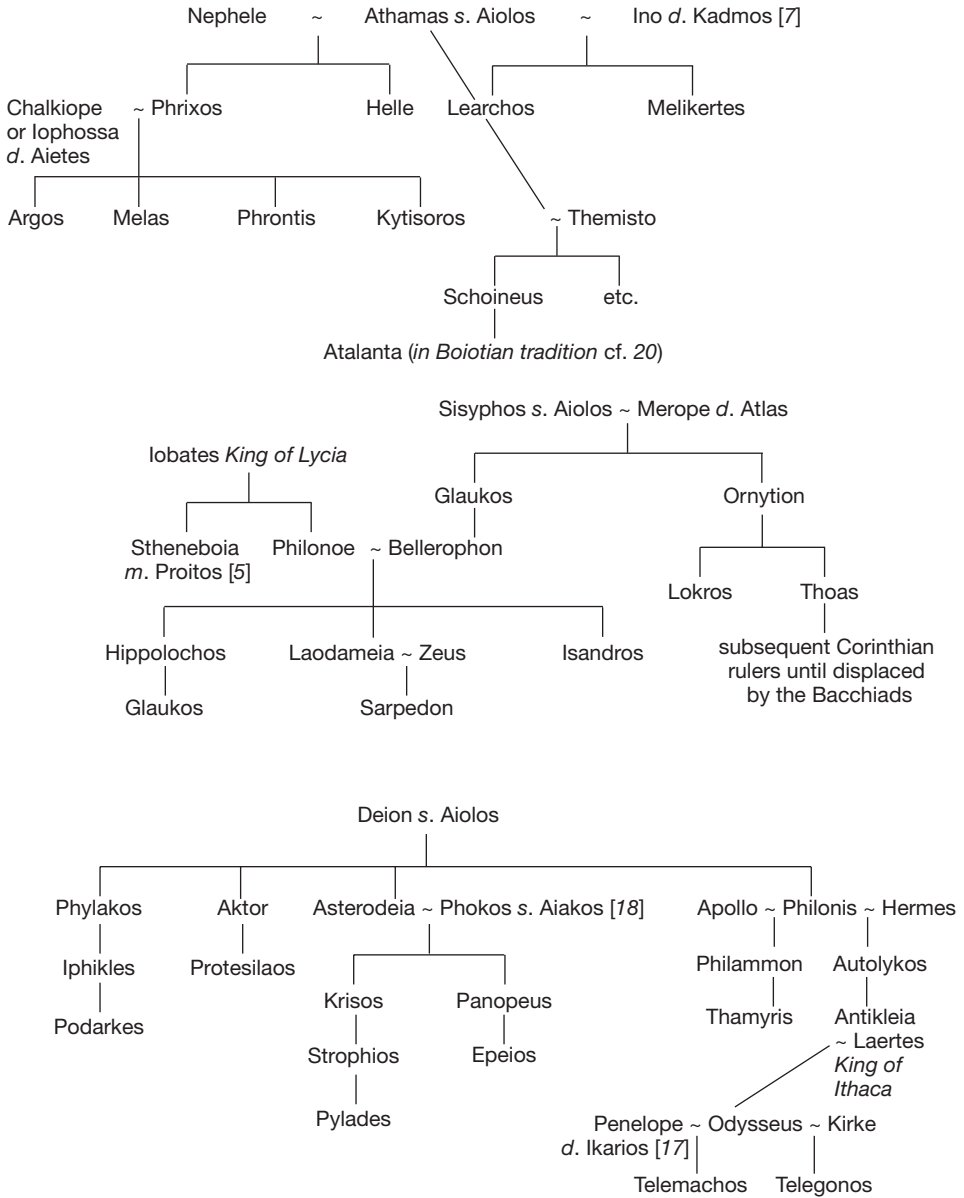 Nephele ~ Athamas s. Aiolos ~ Ino d. Kadmos [7]
Chalkiope
or Iophossa
d. Aietes
~ Phrixos Helle Learchos Melikertes
Argos Melas Phrontis Kytisoros ~ Themisto
Schoineus etc.
Atalanta (in Boiotian tradition cf. 20)
Sisyphos s. Aiolos ~ Merope d. Atlas
Iobates King of Lycia
Glaukos Ornytion
Stheneboia
m. Proitos [5]
Philonoe ~ Bellerophon
Lokros Thoas
Hippolochos Laodameia ~ Zeus Isandros
subsequent Corinthian
rulers until displaced
by the Bacchiads
Glaukos Sarpedon
Deion s. Aiolos
Phylakos Aktor Asterodeia ~ Phokos s. Aiakos [18] Apollo ~ Philonis ~ Hermes
Iphikles Protesilaos Philammon Autolykos
Krisos Panopeus
Podarkes Thamyris Antikleia
~ Laertes
King of
Ithaca
Strophios Epeios
Pylades
Penelope ~ Odysseus ~ Kirke
d. Ikarios [17]
Telemachos Telegonos